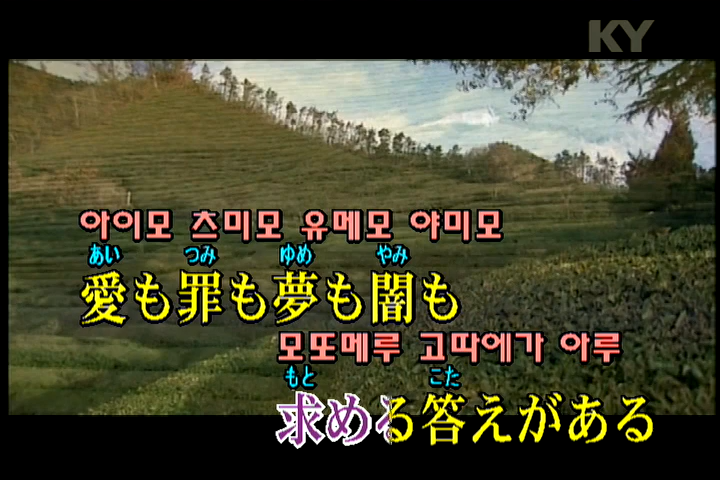 KY
아이모 츠미모 유메모 야미모
あい つみ ゆめ やみ
愛も罪も夢も闇も
모또메루 고따에가 아루
もと こた
求める答えがある